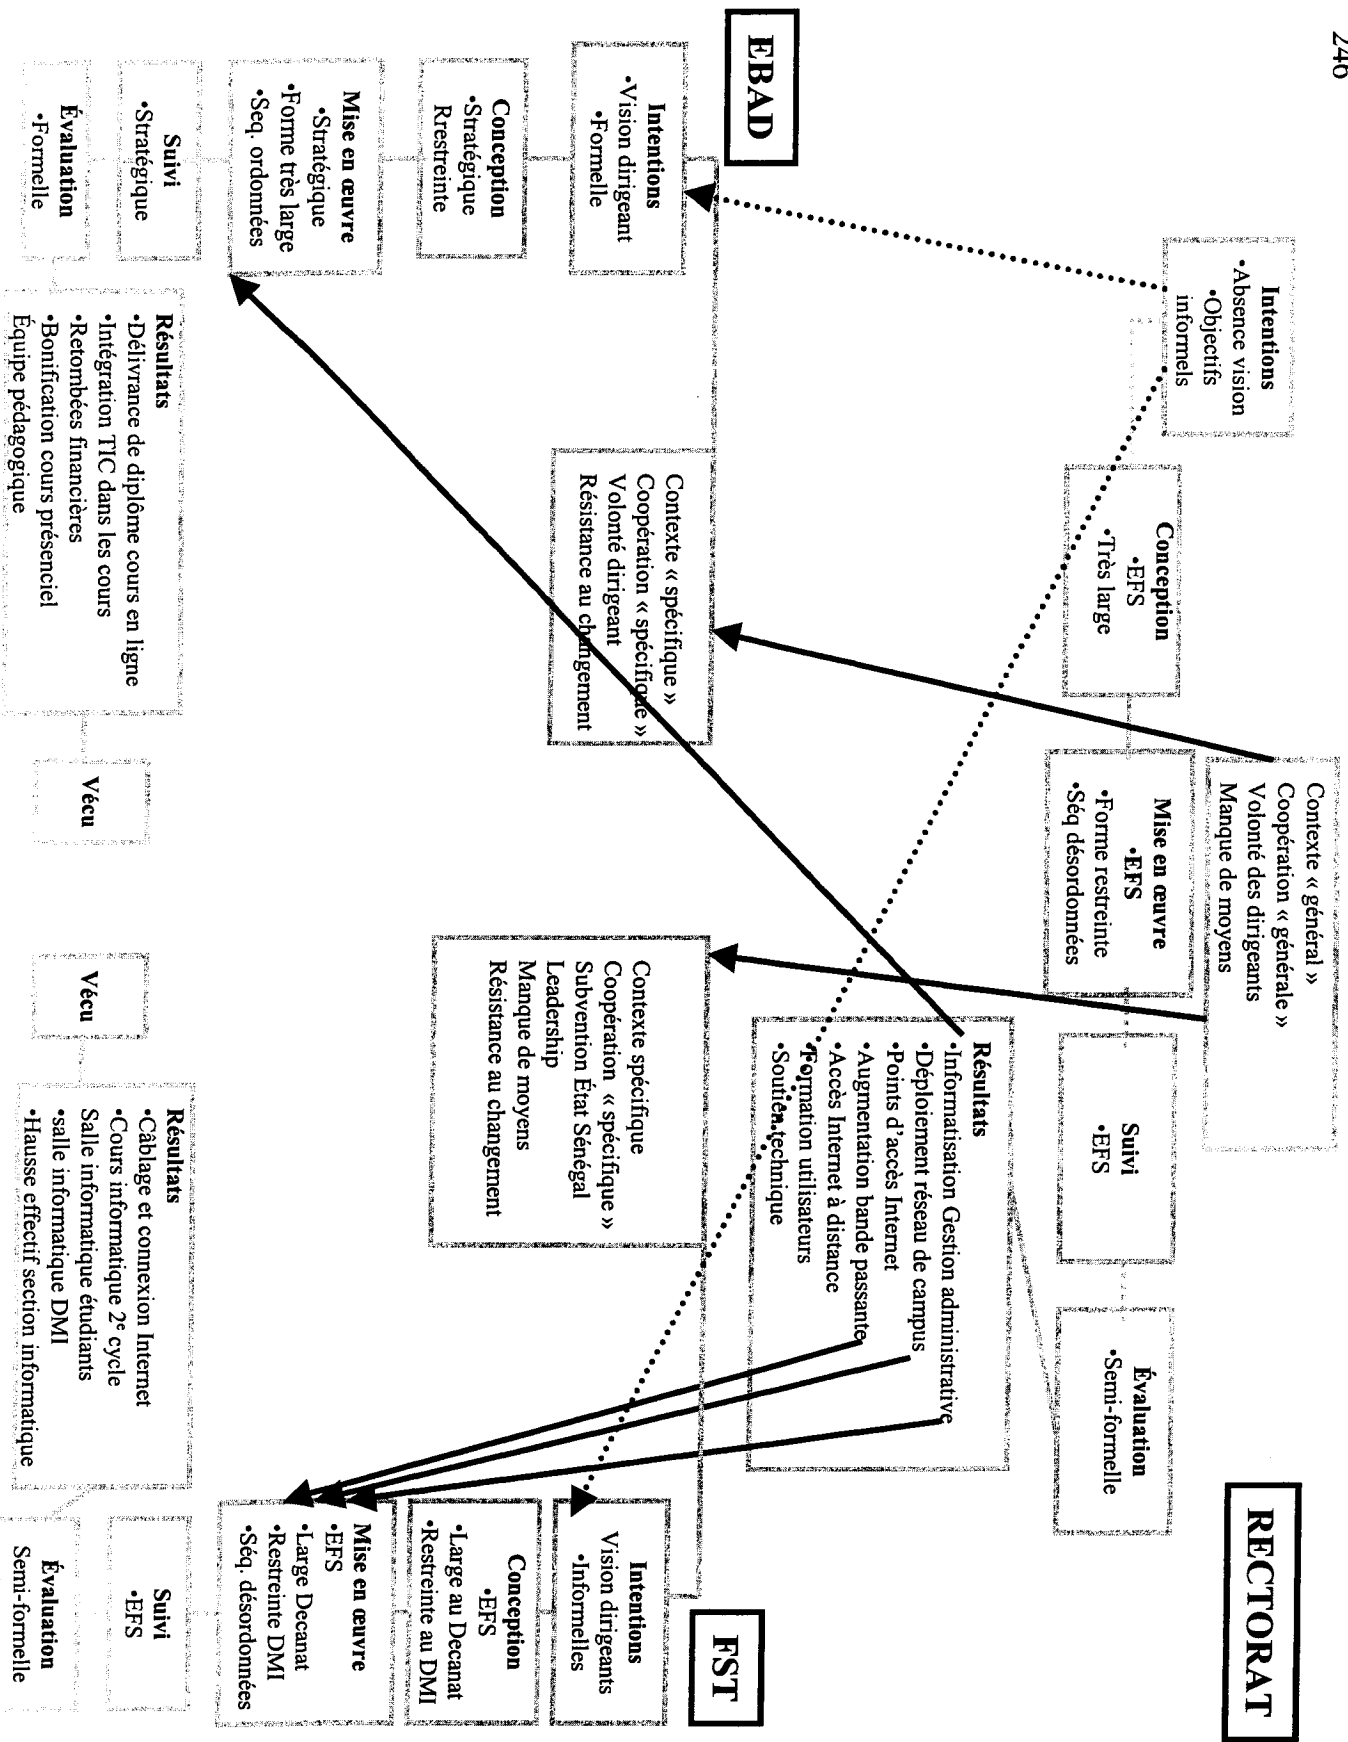 246
RECTORAT
Intentions
•Absence vision
•Objectifs
informels
Conception
•EFS
•Très large
Contexte « général »
Coopération « générale »
Volonté des dirigeants
Manque de moyens
Mise en œuvre
•EFS
•Forme restreinte
•Séq désordonnées
Suivi
•EFS
Évaluation
•Semi-formelle
Résultats
•Informatisation Gestion administrative
•Déploiement réseau de campus
•Points d'accès Internet
•Augmentation bande passante
•Accès Internet à distance
•Formation utilisateurs
•Soutien technique
EBAD
Intentions
•Vision dirigeant
•Formelle
Conception
•Stratégique
Rrestreinte
Mise en œuvre
•Stratégique
•Forme très large
•Seq. ordonnées
Suivi
•Stratégique
Évaluation
•Formelle
Contexte « spécifique »
Coopération « spécifique »
Volonté dirigeant
Résistance au changement
Résultats
•Délivrance de diplôme cours en ligne
•Intégration TIC dans les cours
•Retombées financières
•Bonification cours présenciel
Équipe pédagogique
Vécu
FST
Contexte spécifique
Coopération « spécifique »
Subvention État Sénégal
Leadership
Manque de moyens
Résistance au changement
Intentions
Vision dirigeants
•Informelles
Conception
•EFS
•Large au Decanat
•Restreinte au DMI
Mise en œuvre
•EFS
•Large Decanat
•Restreinte DMI
•Séq. désordonnées
Suivi
•EFS
Évaluation
Semi-formelle
Vécu
Résultats
•Câblage et connexion Internet
•Cours informatique 2e cycle
Salle informatique étudiants
•salle informatique DMI
•Hausse effectif section informatique